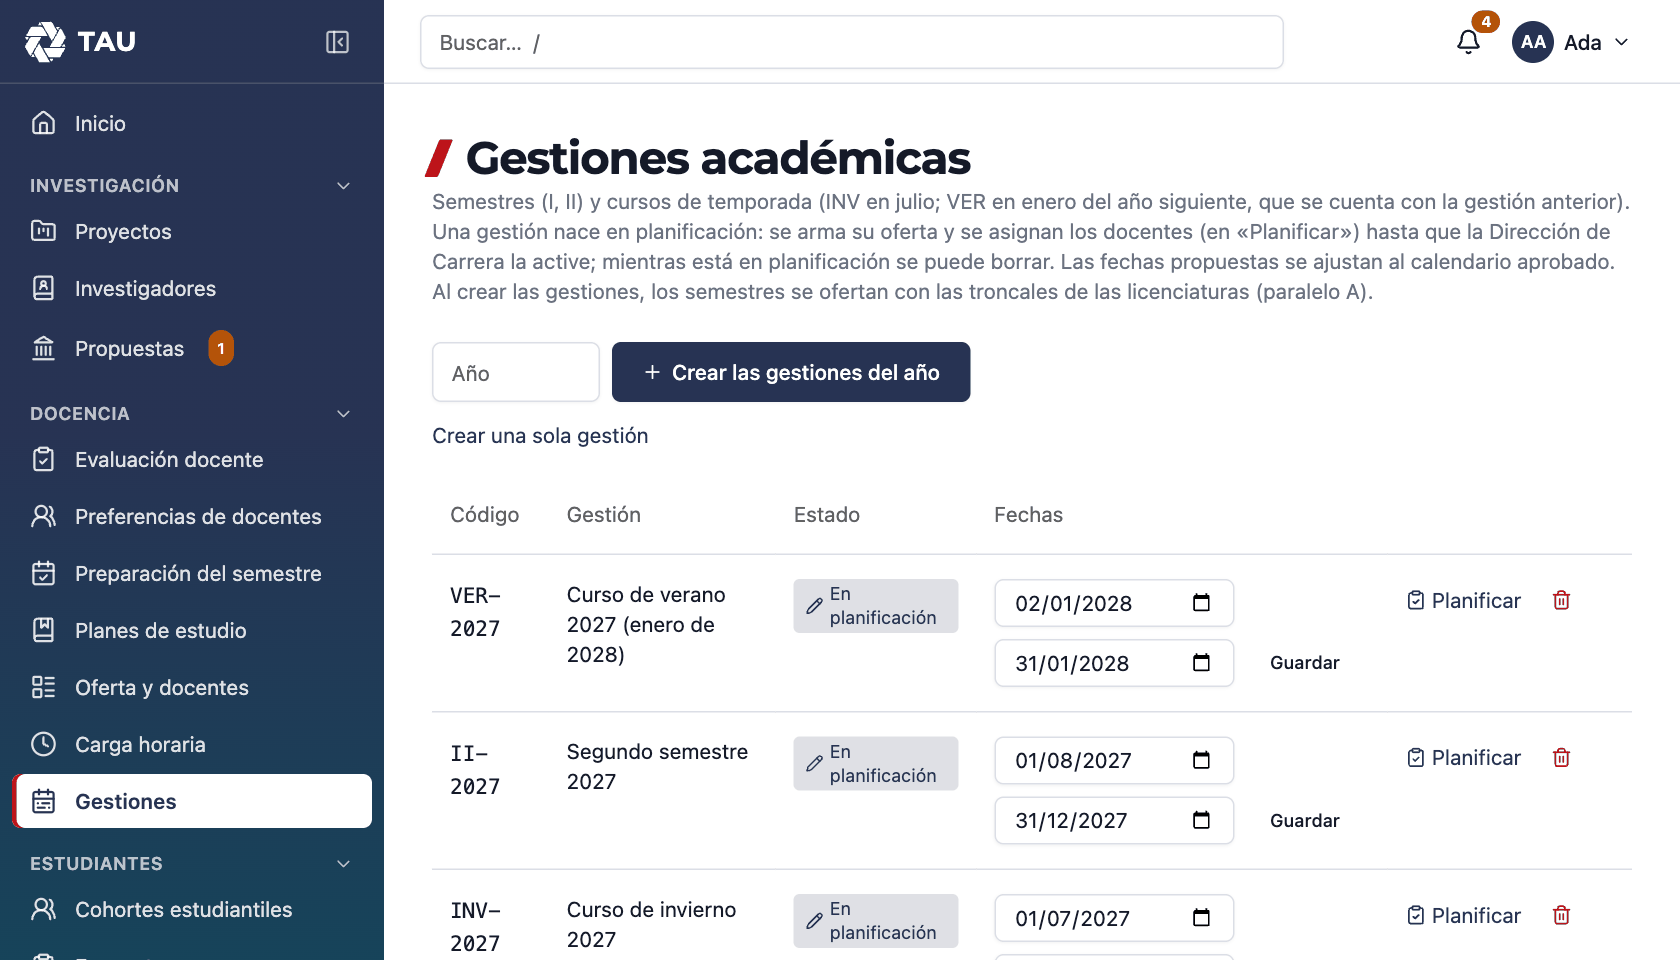 TAU
Buscar... /
4
AA
Ada
Inicio
INVESTIGACIÓN
Proyectos
Investigadores
Propuestas
1
DOCENCIA
Evaluación docente
Preferencias de docentes
Preparación del semestre
Planes de estudio
Oferta y docentes
Carga horaria
Gestiones
ESTUDIANTES
Cohortes estudiantiles
Gestiones académicas
Semestres (I, II) y cursos de temporada (INV en julio; VER en enero del año siguiente, que se cuenta con la gestión anterior).
Una gestión nace en planificación: se arma su oferta y se asignan los docentes (en «Planificar») hasta que la Dirección de
Carrera la active; mientras está en planificación se puede borrar. Las fechas propuestas se ajustan al calendario aprobado.
Al crear las gestiones, los semestres se ofertan con las troncales de las licenciaturas (paralelo A).
Año
+ Crear las gestiones del año
Crear una sola gestión
Código Gestión Estado Fechas
VER-
2027
Curso de verano
2027 (enero de
2028)
En
planificación
02/01/2028
31/01/2028
Guardar
Planificar
II-
2027
Segundo semestre
2027
En
planificación
01/08/2027
31/12/2027
Guardar
Planificar
INV-
2027
Curso de invierno
2027
En
planificación
01/07/2027
Planificar